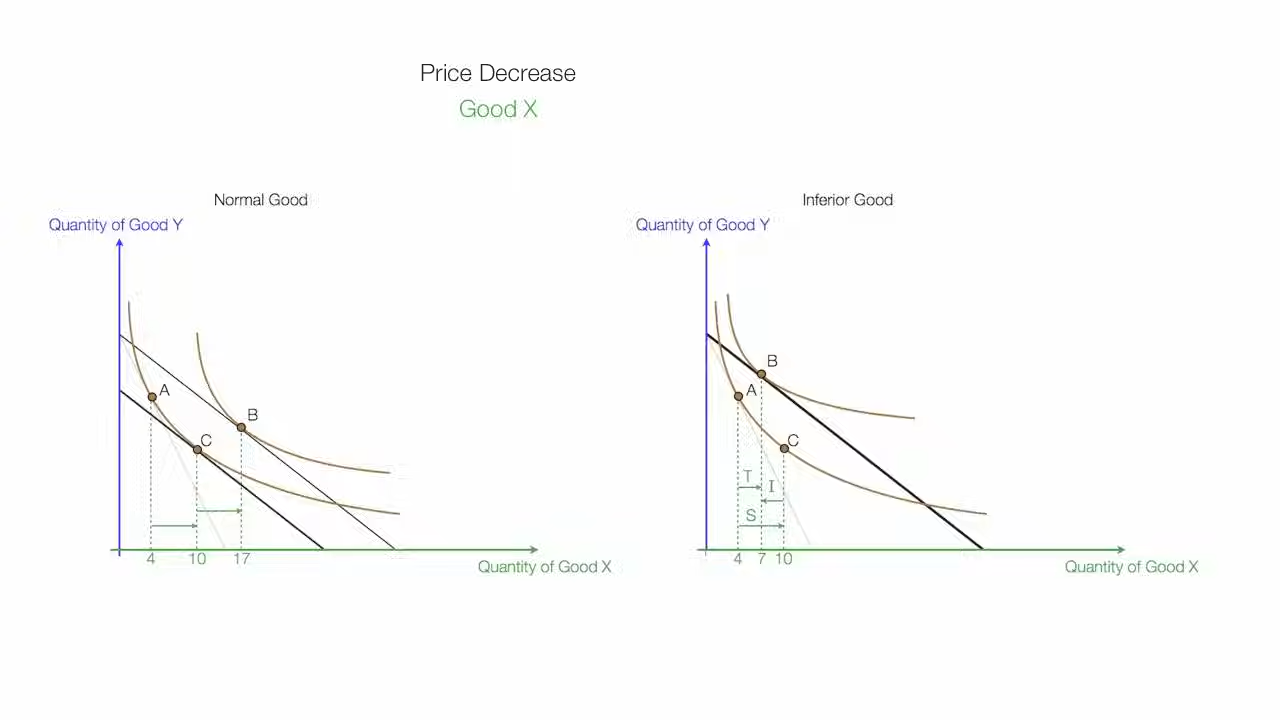 Price Decrease
Good X
Normal Good
Quantity of Good Y
A
B
C
4 10 17
Quantity of Good X
Inferior Good
Quantity of Good Y
B
A
C
T
I
S
4 7 10
Quantity of Good X